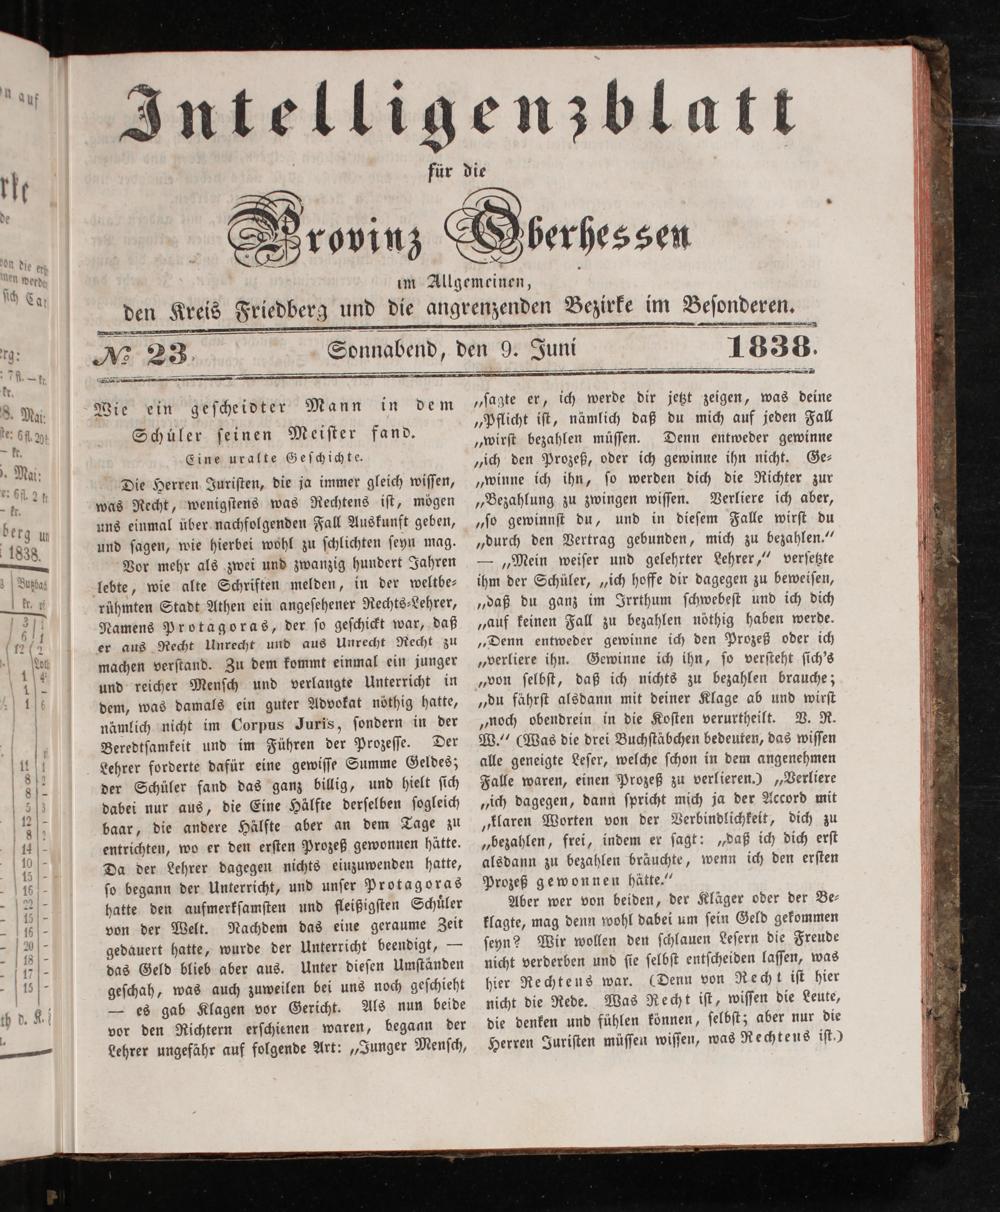 Intelligenzblatt
für die
Provinz Oberhessen
im Allgemeinen,
den Kreis Friedberg und die angrenzenden Bezirke im Besonderen.
№ 23.
Sonnabend, den 9. Juni
1838.
Wie ein gescheidter Mann in dem
Schüler seinen Meister fand.
Eine uralte Geschichte.
Die Herren Juristen, die ja immer gleich wissen,
was Recht, wenigstens was Rechtens ist, mögen
uns einmal über nachfolgenden Fall Auskunft geben,
und sagen, wie hierbei wohl zu schlichten seyn mag.
Vor mehr als zwei und zwanzig hundert Jahren
lebte, wie alte Schriften melden, in der weltbe-
rühmten Stadt Athen ein angesehener Rechts-Lehrer,
Namens Protagoras, der so geschickt war, daß
er aus Recht Unrecht und aus Unrecht Recht zu
machen verstand. Zu dem kommt einmal ein junger
und reicher Mensch und verlangte Unterricht in
dem, was damals ein guter Advokat nöthig hatte,
nämlich nicht im Corpus Juris, sondern in der
Beredtsamkeit und im Führen der Prozesse. Der
Lehrer forderte dafür eine gewisse Summe Geldes;
der Schüler fand das ganz billig, und hielt sich
dabei nur aus, die Eine Hälfte derselben sogleich
baar, die andere Hälfte aber an dem Tage zu
entrichten, wo er den ersten Prozeß gewonnen hätte.
Da der Lehrer dagegen nichts einzuwenden hatte,
so begann der Unterricht, und unser Protagoras
hatte den aufmerksamsten und fleißigsten Schüler
von der Welt. Nachdem das eine geraume Zeit
gedauert hatte, wurde der Unterricht beendigt, —
das Geld blieb aber aus. Unter diesen Umständen
geschah, was auch zuweilen bei uns noch geschieht
— es gab Klagen vor Gericht. Als nun beide
vor den Richtern erschienen waren, begann der
Lehrer ungefähr auf folgende Art: „Junger Mensch,
„sagte er, ich werde dir jetzt zeigen, was deine
„Pflicht ist, nämlich daß du mich auf jeden Fall
„wirst bezahlen müssen. Denn entweder gewinne
„ich den Prozeß, oder ich gewinne ihn nicht. Ge-
„winne ich ihn, so werden dich die Richter zur
„Bezahlung zu zwingen wissen. Verliere ich aber,
„so gewinnst du, und in diesem Falle wirst du
„durch den Vertrag gebunden, mich zu bezahlen.“
— „Mein weiser und gelehrter Lehrer,“ versetzte
ihm der Schüler, „ich hoffe dir dagegen zu beweisen,
„daß du ganz im Irrthum schwebest und ich dich
„auf keinen Fall zu bezahlen nöthig haben werde.
„Denn entweder gewinne ich den Prozeß oder ich
„verliere ihn. Gewinne ich ihn, so versteht sich's
„von selbst, daß ich nichts zu bezahlen brauche;
„du fährst alsdann mit deiner Klage ab und wirst
„noch obendrein in die Kosten verurtheilt. V. R.
W.“ (Was die drei Buchstäbchen bedeuten, das wissen
alle geneigte Leser, welche schon in dem angenehmen
Falle waren, einen Prozeß zu verlieren.) „Verliere
„ich dagegen, dann spricht mich ja der Accord mit
„klaren Worten von der Verbindlichkeit, dich zu
„bezahlen, frei, indem er sagt: „daß ich dich erst
alsdann zu bezahlen bräuchte, wenn ich den ersten
Prozeß gewonnen hätte.“
Aber wer von beiden, der Kläger oder der Be-
klagte, mag denn wohl dabei um sein Geld gekommen
seyn? Wir wollen den schlauen Lesern die Freude
nicht verderben und sie selbst entscheiden lassen, was
hier Rechtens war. (Denn von Recht ist hier
nicht die Rede. Was Recht ist, wissen die Leute,
die denken und fühlen können, selbst; aber nur die
Herren Juristen müssen wissen, was Rechtens ist.)